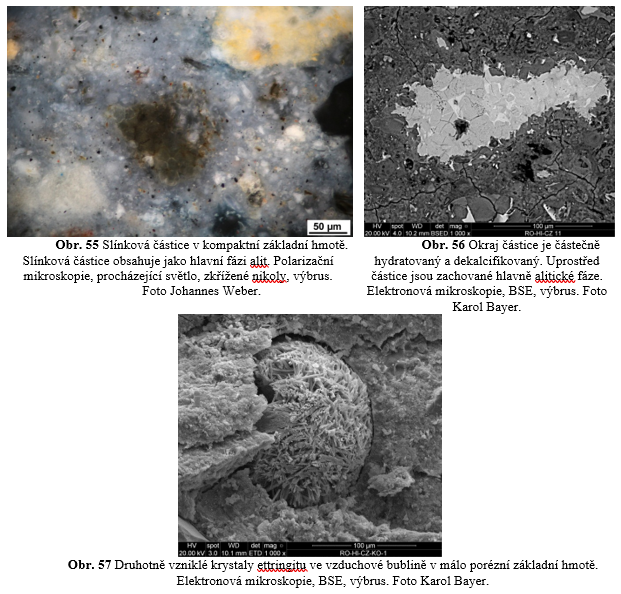 50 µm
HV spot WD det mag 100 µm
20.00 kV 4.0 10.2 mm BSED 1 000 x RO-HI-CZ 11
Obr. 55 Slínková částice v kompaktní základní hmotě.
Slínková částice obsahuje jako hlavní fázi alit. Polarizační
mikroskopie, procházející světlo, zkřížené nikoly, výbrus.
Foto Johannes Weber.
Obr. 56 Okraj částice je částečně
hydratovaný a dekalcifikovaný. Uprostřed
částice jsou zachované hlavně alitické fáze.
Elektronová mikroskopie, BSE, výbrus. Foto
Karol Bayer.
HV spot WD det mag 100 µm
20.00 kV 3.0 10.1 mm ETD 1 000 x RO-HI-CZ-KO-1
Obr. 57 Druhotně vzniklé krystaly ettringitu ve vzduchové bublině v málo porézní základní hmotě.
Elektronová mikroskopie, BSE, výbrus. Foto Karol Bayer.